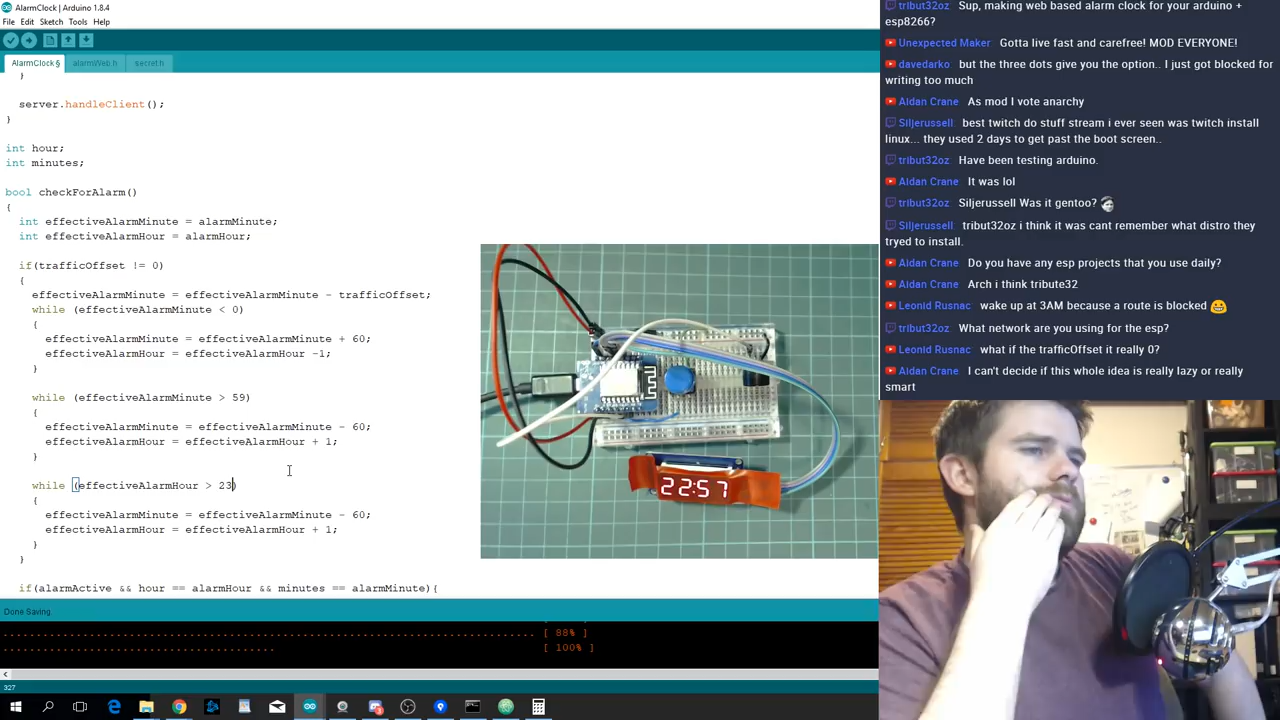 AlarmClock | Arduino 1.8.4
File Edit Sketch Tools Help
AlarmClock § alarmWeb.h secret.h
}
server.handleClient();
}
int hour;
int minutes;
bool checkForAlarm()
{
int effectiveAlarmMinute = alarmMinute;
int effectiveAlarmHour = alarmHour;
if(trafficOffset != 0)
{
effectiveAlarmMinute = effectiveAlarmMinute - trafficOffset;
while (effectiveAlarmMinute < 0)
{
effectiveAlarmMinute = effectiveAlarmMinute + 60;
effectiveAlarmHour = effectiveAlarmHour -1;
}
while (effectiveAlarmMinute > 59)
{
effectiveAlarmMinute = effectiveAlarmMinute - 60;
effectiveAlarmHour = effectiveAlarmHour + 1;
}
while (effectiveAlarmHour > 23)
{
effectiveAlarmMinute = effectiveAlarmMinute - 60;
effectiveAlarmHour = effectiveAlarmHour + 1;
}
}
if(alarmActive && hour == alarmHour && minutes == alarmMinute){
Done Saving.
[ 88% ]
[ 100% ]
327
22:57
tribut32oz Sup, making web based alarm clock for your arduino +
esp8266?
Unexpected Maker Gotta live fast and carefree! MOD EVERYONE!
davedarko but the three dots give you the option.. I just got blocked for
writing too much
Aidan Crane As mod I vote anarchy
Siljerussell best twitch do stuff stream i ever seen was twitch install
linux... they used 2 days to get past the boot screen..
tribut32oz Have been testing arduino.
Aidan Crane It was lol
tribut32oz Siljerussell Was it gentoo?
Siljerussell tribut32oz i think it was cant remember what distro they
tryed to install.
Aidan Crane Do you have any esp projects that you use daily?
Aidan Crane Arch i think tribute32
Leonid Rusnac wake up at 3AM because a route is blocked
tribut32oz What network are you using for the esp?
Leonid Rusnac what if the trafficOffset it really 0?
Aidan Crane I can't decide if this whole idea is really lazy or really
smart